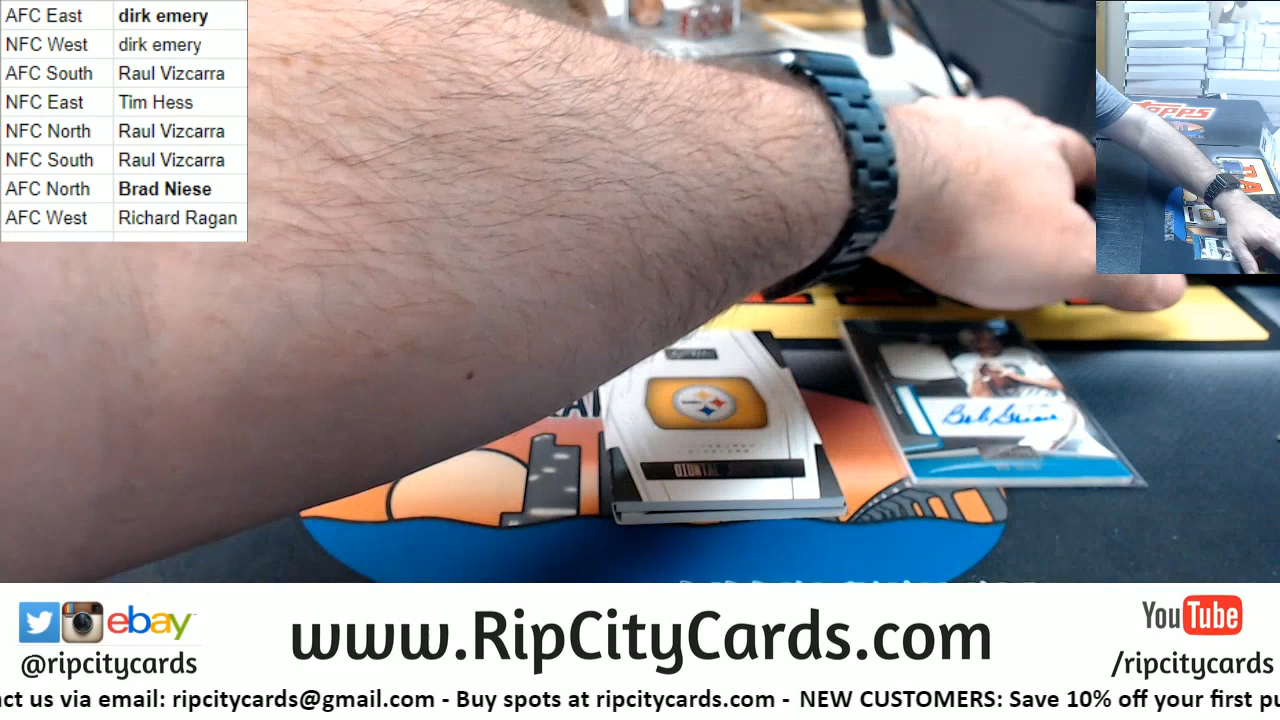 AFC East dirk emery
NFC West dirk emery
AFC South Raul Vizcarra
NFC East Tim Hess
NFC North Raul Vizcarra
NFC South Raul Vizcarra
AFC North Brad Niese
AFC West Richard Ragan
Topps
Bob Griese
ebay
@ripcitycards
www.RipCityCards.com
YouTube
/ripcitycards
ct us via email: ripcitycards@gmail.com - Buy spots at ripcitycards.com - NEW CUSTOMERS: Save 10% off your first pu